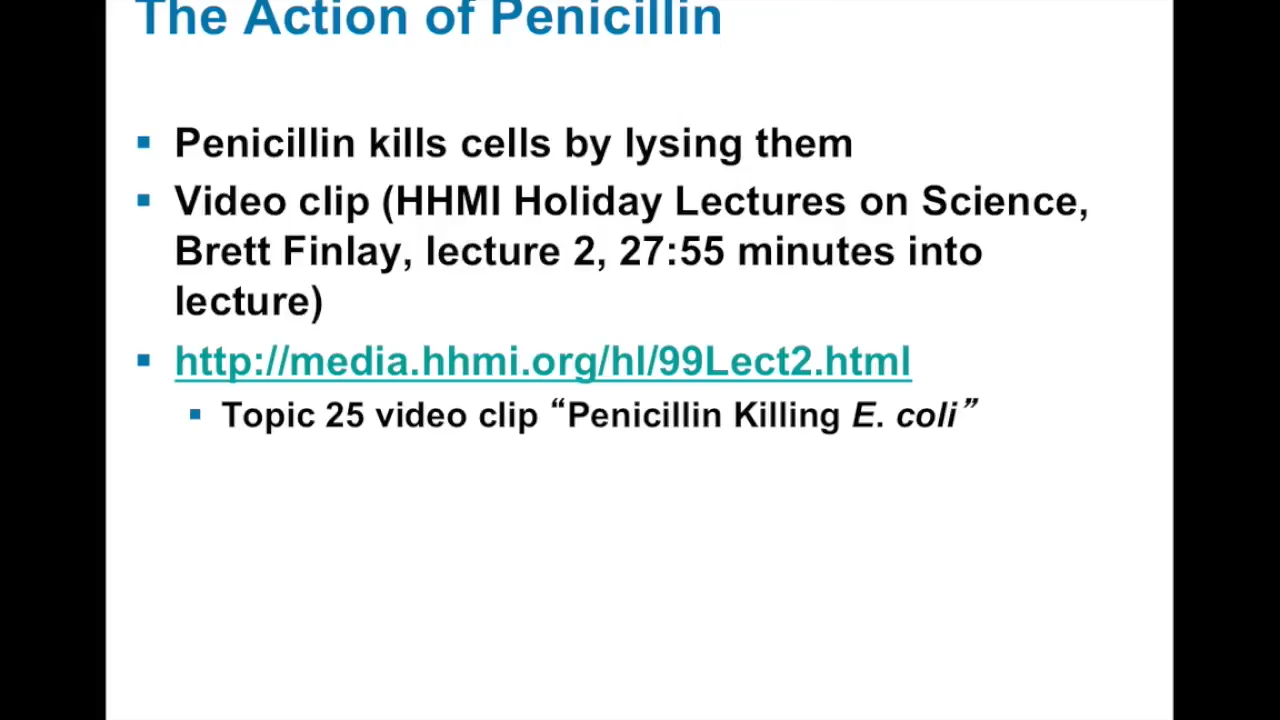 The Action of Penicillin
Penicillin kills cells by lysing them
Video clip (HHMI Holiday Lectures on Science,
Brett Finlay, lecture 2, 27:55 minutes into
lecture)
http://media.hhmi.org/hl/99Lect2.html
Topic 25 video clip “Penicillin Killing E. coli”